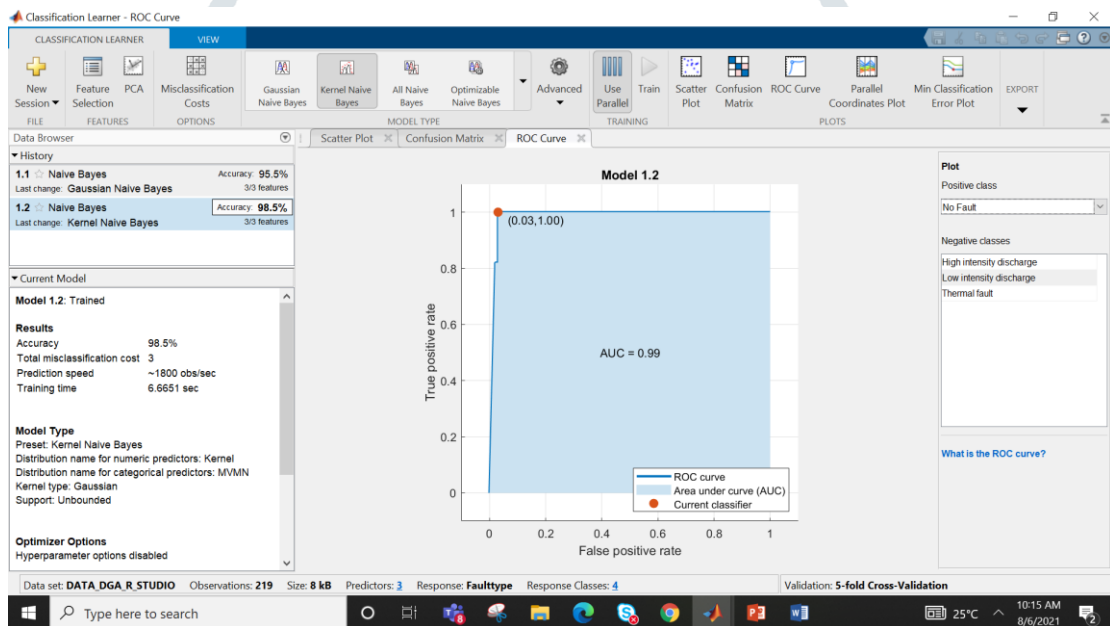 Classification Learner - ROC Curve
CLASSIFICATION LEARNER VIEW
New Session
Feature Selection
PCA
Misclassification Costs
Gaussian Naive Bayes
Kernel Naive Bayes
All Naive Bayes
Optimizable Naive Bayes
Advanced
Use Parallel
Train
Scatter Plot
Confusion Matrix
ROC Curve
Parallel Coordinates Plot
Min Classification Error Plot
EXPORT
FILE FEATURES OPTIONS MODEL TYPE TRAINING PLOTS
Data Browser
Scatter Plot Confusion Matrix ROC Curve
History
1.1 Naive Bayes Accuracy: 95.5%
Last change: Gaussian Naive Bayes 3/3 features
1.2 Naive Bayes Accuracy: 98.5%
Last change: Kernel Naive Bayes 3/3 features
Current Model
Model 1.2: Trained
Results
Accuracy 98.5%
Total misclassification cost 3
Prediction speed ~1800 obs/sec
Training time 6.6651 sec
Model Type
Preset: Kernel Naive Bayes
Distribution name for numeric predictors: Kernel
Distribution name for categorical predictors: MVMN
Kernel type: Gaussian
Support: Unbounded
Optimizer Options
Hyperparameter options disabled
Model 1.2
True positive rate
1
0.8
0.6
0.4
0.2
0
(0.03,1.00)
AUC = 0.99
ROC curve
Area under curve (AUC)
Current classifier
0 0.2 0.4 0.6 0.8 1
False positive rate
Plot
Positive class
No Fault
Negative classes
High intensity discharge
Low intensity discharge
Thermal fault
What is the ROC curve?
Data set: DATA_DGA_R_STUDIO Observations: 219 Size: 8 kB Predictors: 3 Response: Faulttype Response Classes: 4 Validation: 5-fold Cross-Validation
Type here to search
25°C
10:15 AM
8/6/2021